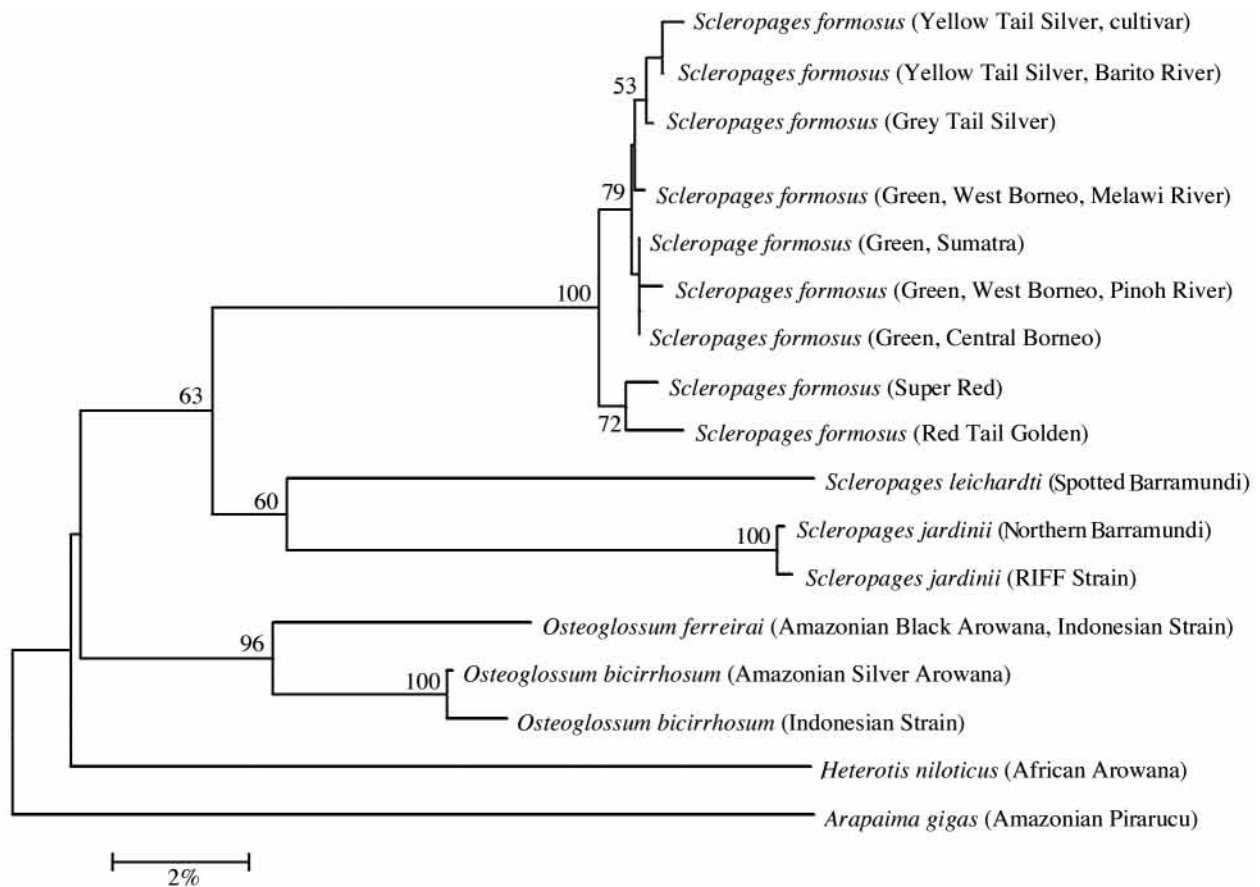 Scleropages formosus (Yellow Tail Silver, cultivar)
Scleropages formosus (Yellow Tail Silver, Barito River)
53
Scleropages formosus (Grey Tail Silver)
79
Scleropages formosus (Green, West Borneo, Melawi River)
Scleropage formosus (Green, Sumatra)
100
Scleropages formosus (Green, West Borneo, Pinoh River)
Scleropages formosus (Green, Central Borneo)
63
Scleropages formosus (Super Red)
72
Scleropages formosus (Red Tail Golden)
Scleropages leichardti (Spotted Barramundi)
60
Scleropages jardinii (Northern Barramundi)
100
Scleropages jardinii (RIFF Strain)
Osteoglossum ferreirai (Amazonian Black Arowana, Indonesian Strain)
96
Osteoglossum bicirrhosum (Amazonian Silver Arowana)
100
Osteoglossum bicirrhosum (Indonesian Strain)
Heterotis niloticus (African Arowana)
Arapaima gigas (Amazonian Pirarucu)
2%